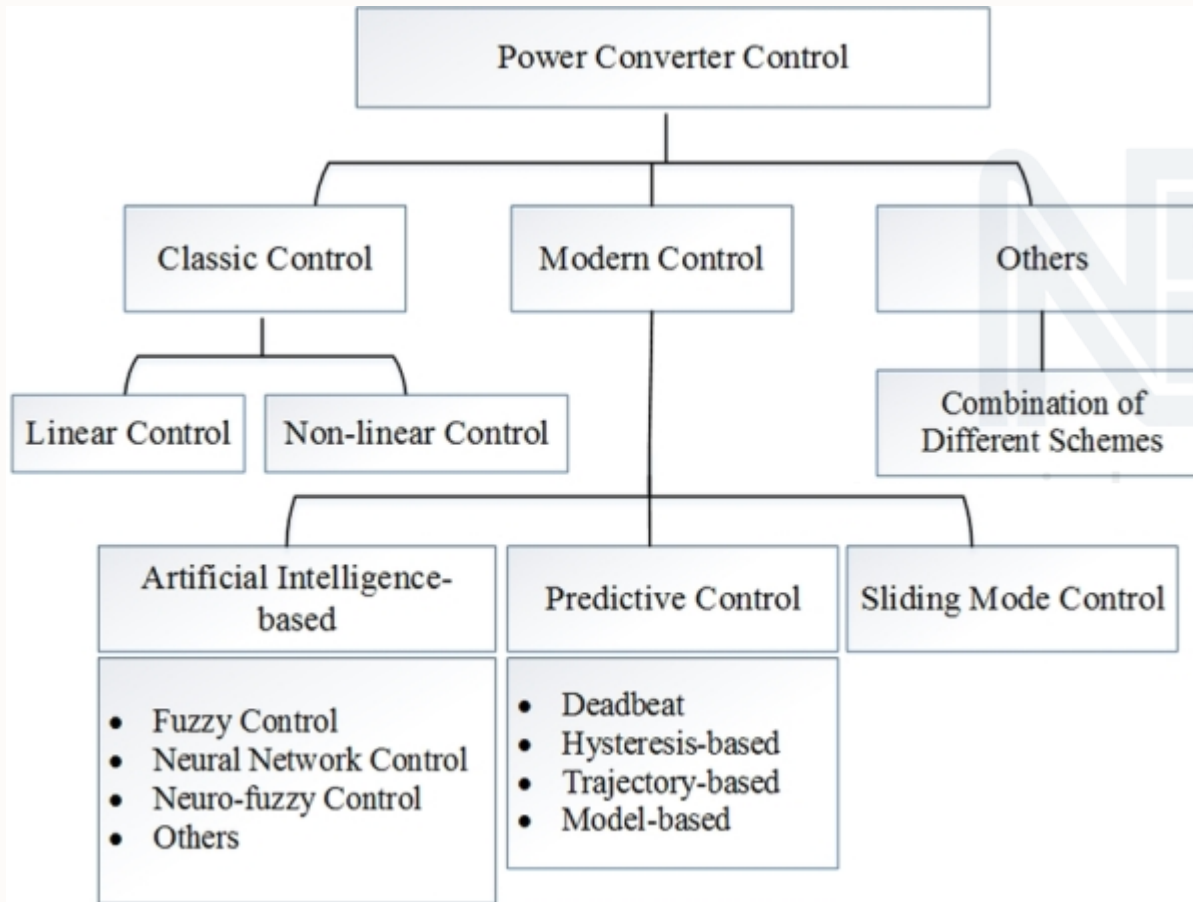 Power Converter Control
Classic Control
Modern Control
Others
Linear Control
Non-linear Control
Combination of
Different Schemes
Artificial Intelligence-
based
Predictive Control
Sliding Mode Control
• Fuzzy Control
• Neural Network Control
• Neuro-fuzzy Control
• Others
• Deadbeat
• Hysteresis-based
• Trajectory-based
• Model-based